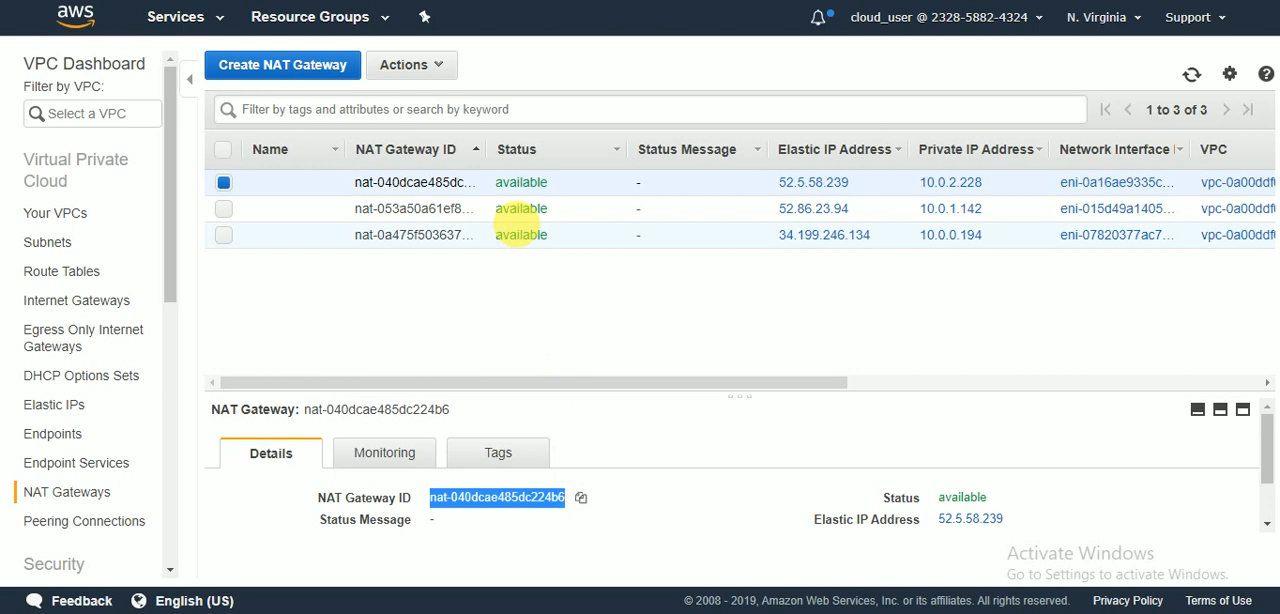 aws Services Resource Groups cloud_user @ 2328-5882-4324 N. Virginia Support
VPC Dashboard
Filter by VPC:
Select a VPC
Virtual Private
Cloud
Your VPCs
Subnets
Route Tables
Internet Gateways
Egress Only Internet
Gateways
DHCP Options Sets
Elastic IPs
Endpoints
Endpoint Services
NAT Gateways
Peering Connections
Security
Create NAT Gateway Actions
Filter by tags and attributes or search by keyword
1 to 3 of 3
Name NAT Gateway ID Status Status Message Elastic IP Address Private IP Address Network Interface I VPC
nat-040dcae485dc... available - 52.5.58.239 10.0.2.228 eni-0a16ae9335c... vpc-0a00ddf
nat-053a50a61ef8... available - 52.86.23.94 10.0.1.142 eni-015d49a1405... vpc-0a00ddf
nat-0a475f503637... available - 34.199.246.134 10.0.0.194 eni-07820377ac7... vpc-0a00ddf
NAT Gateway: nat-040dcae485dc224b6
Details Monitoring Tags
NAT Gateway ID nat-040dcae485dc224b6 Status available
Status Message - Elastic IP Address 52.5.58.239
Activate Windows
Go to Settings to activate Windows.
Feedback English (US) © 2008 - 2019, Amazon Web Services, Inc. or its affiliates. All rights reserved. Privacy Policy Terms of Use